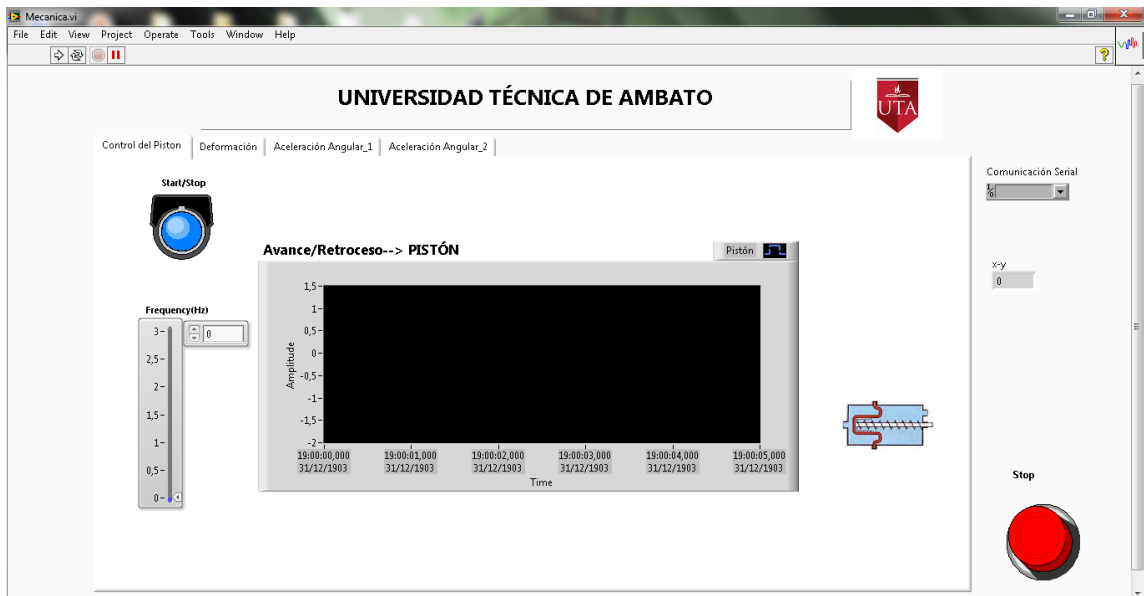 Mecanica.vi
File Edit View Project Operate Tools Window Help
UNIVERSIDAD TÉCNICA DE AMBATO
UTA
Control del Piston Deformación Aceleración Angular_1 Aceleración Angular_2
Start/Stop
Comunicación Serial
Avance/Retroceso--> PISTÓN
Pistón
x-y
0
Frequency(Hz)
0
3
2,5
2
1,5
1
0,5
0
Amplitude
1,5
1
0,5
0
-0,5
-1
-1,5
-2
19:00:00,000 19:00:01,000 19:00:02,000 19:00:03,000 19:00:04,000 19:00:05,000
31/12/1903 31/12/1903 31/12/1903 31/12/1903 31/12/1903 31/12/1903
Time
Stop